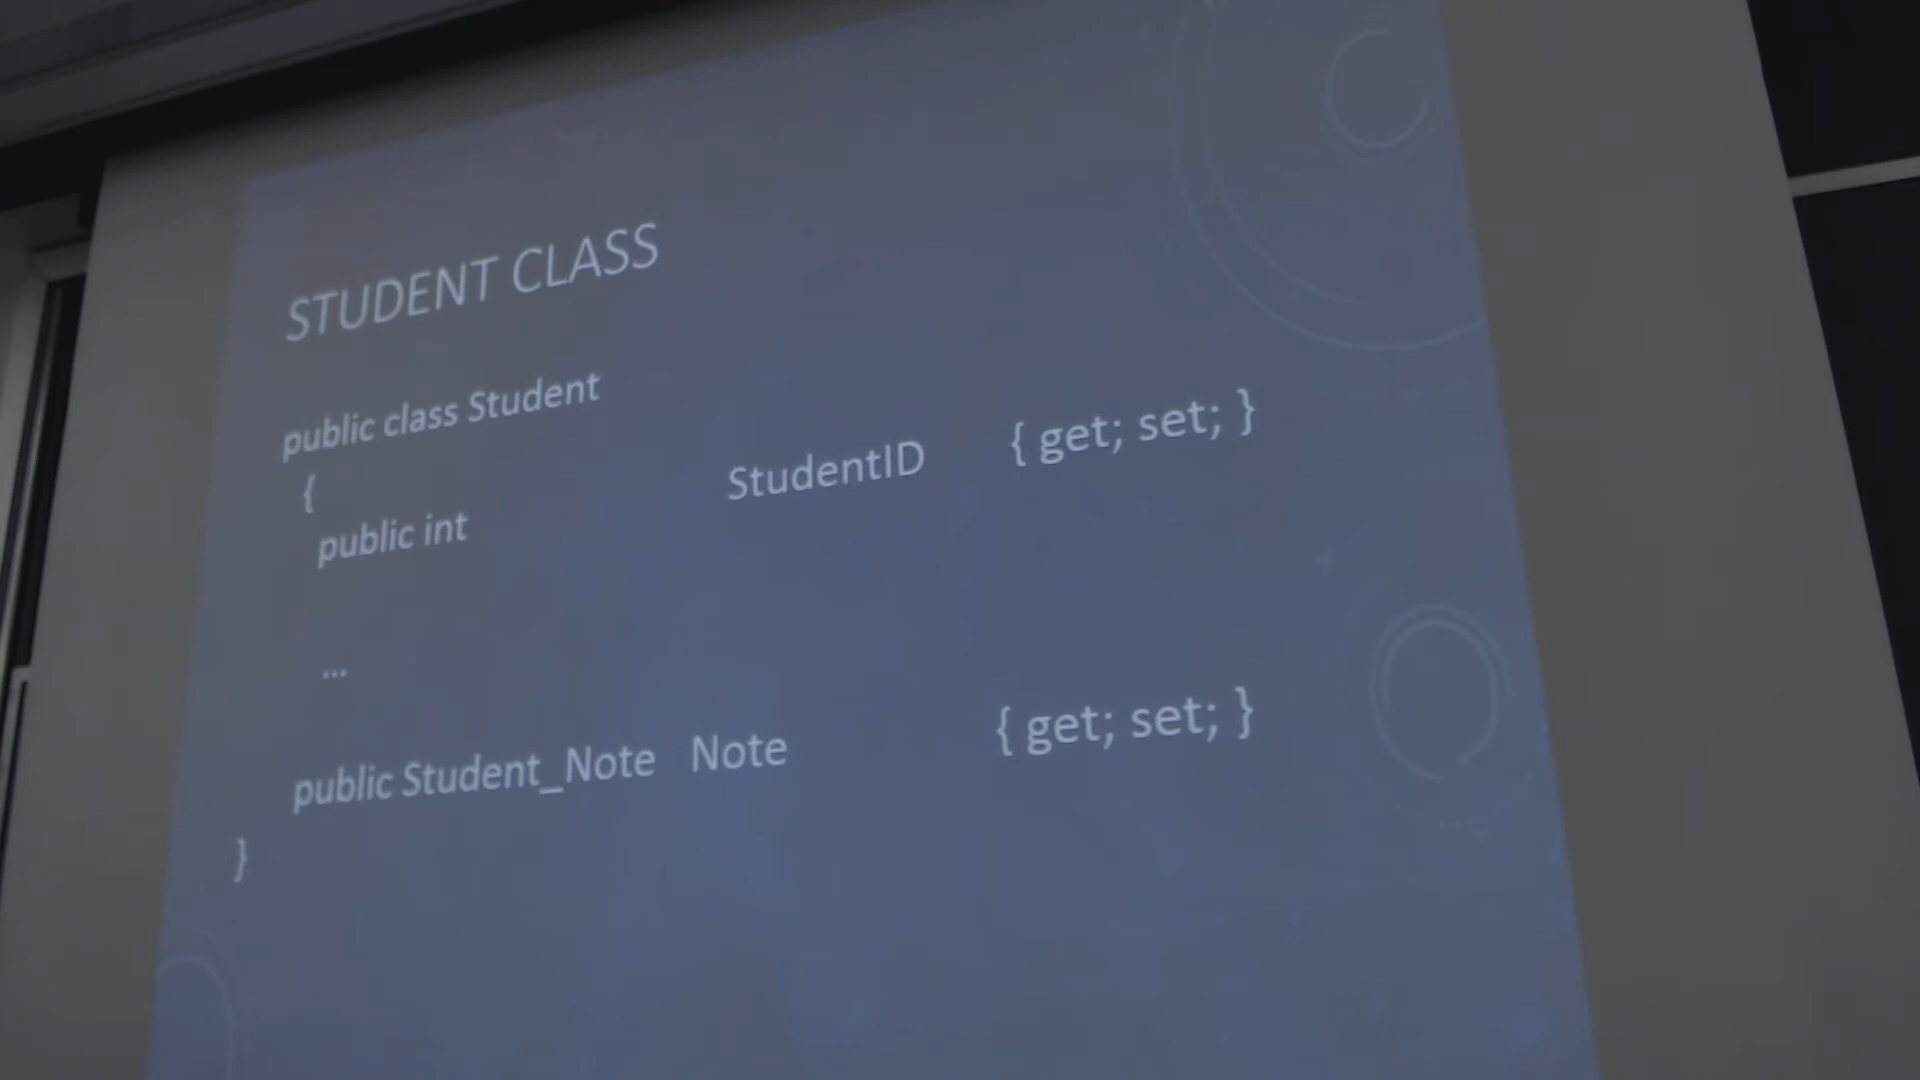 STUDENT CLASS
public class Student
{
public int StudentID { get; set; }
...
public Student_Note Note { get; set; }
}